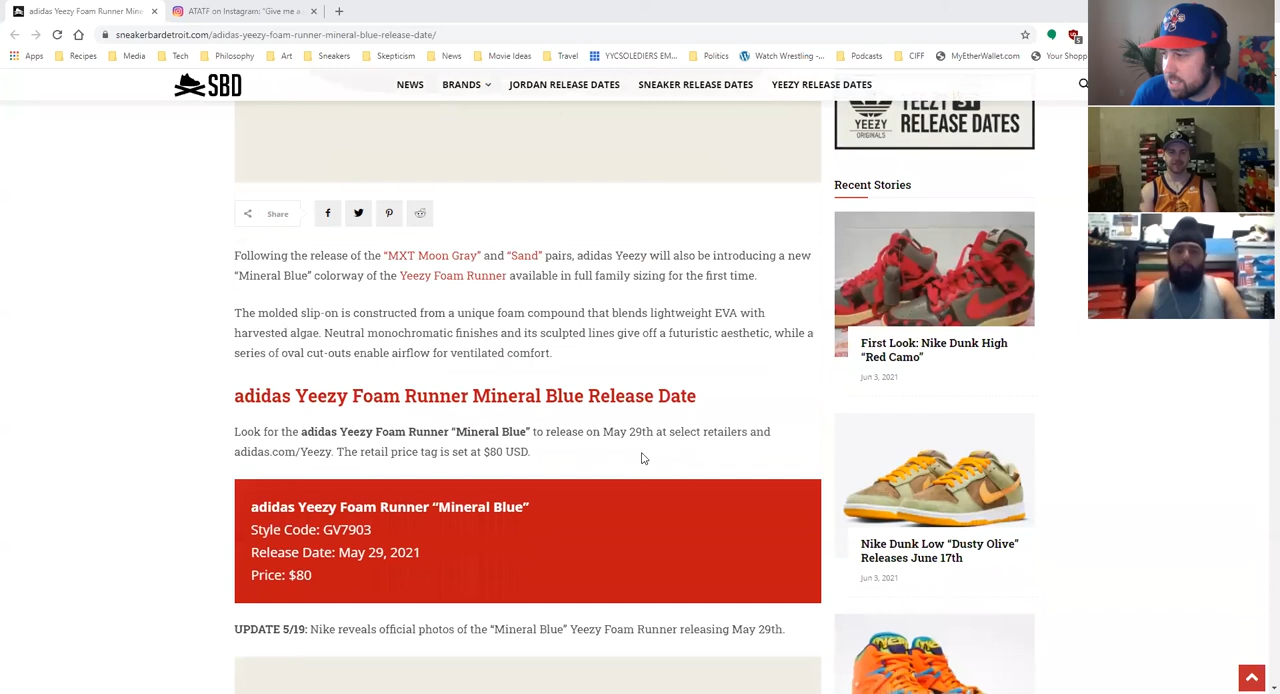 adidas Yeezy Foam Runner Mine
ATATF on Instagram: "Give me a
sneakerbardetroit.com/adidas-yeezy-foam-runner-mineral-blue-release-date/
Apps Recipes Media Tech Philosophy Art Sneakers Skepticism News Movie Ideas Travel YYCSOLEDIERS EM... Politics Watch Wrestling -... Podcasts CIFF MyEtherWallet.com Your Shopp
SBD NEWS BRANDS JORDAN RELEASE DATES SNEAKER RELEASE DATES YEEZY RELEASE DATES
YEEZY
ORIGINALS
RELEASE DATES
Recent Stories
Share
Following the release of the "MXT Moon Gray" and "Sand" pairs, adidas Yeezy will also be introducing a new
"Mineral Blue" colorway of the Yeezy Foam Runner available in full family sizing for the first time.
The molded slip-on is constructed from a unique foam compound that blends lightweight EVA with
harvested algae. Neutral monochromatic finishes and its sculpted lines give off a futuristic aesthetic, while a
series of oval cut-outs enable airflow for ventilated comfort.
adidas Yeezy Foam Runner Mineral Blue Release Date
Look for the adidas Yeezy Foam Runner "Mineral Blue" to release on May 29th at select retailers and
adidas.com/Yeezy. The retail price tag is set at $80 USD.
adidas Yeezy Foam Runner "Mineral Blue"
Style Code: GV7903
Release Date: May 29, 2021
Price: $80
UPDATE 5/19: Nike reveals official photos of the "Mineral Blue" Yeezy Foam Runner releasing May 29th.
First Look: Nike Dunk High
"Red Camo"
Jun 3, 2021
Nike Dunk Low "Dusty Olive"
Releases June 17th
Jun 3, 2021